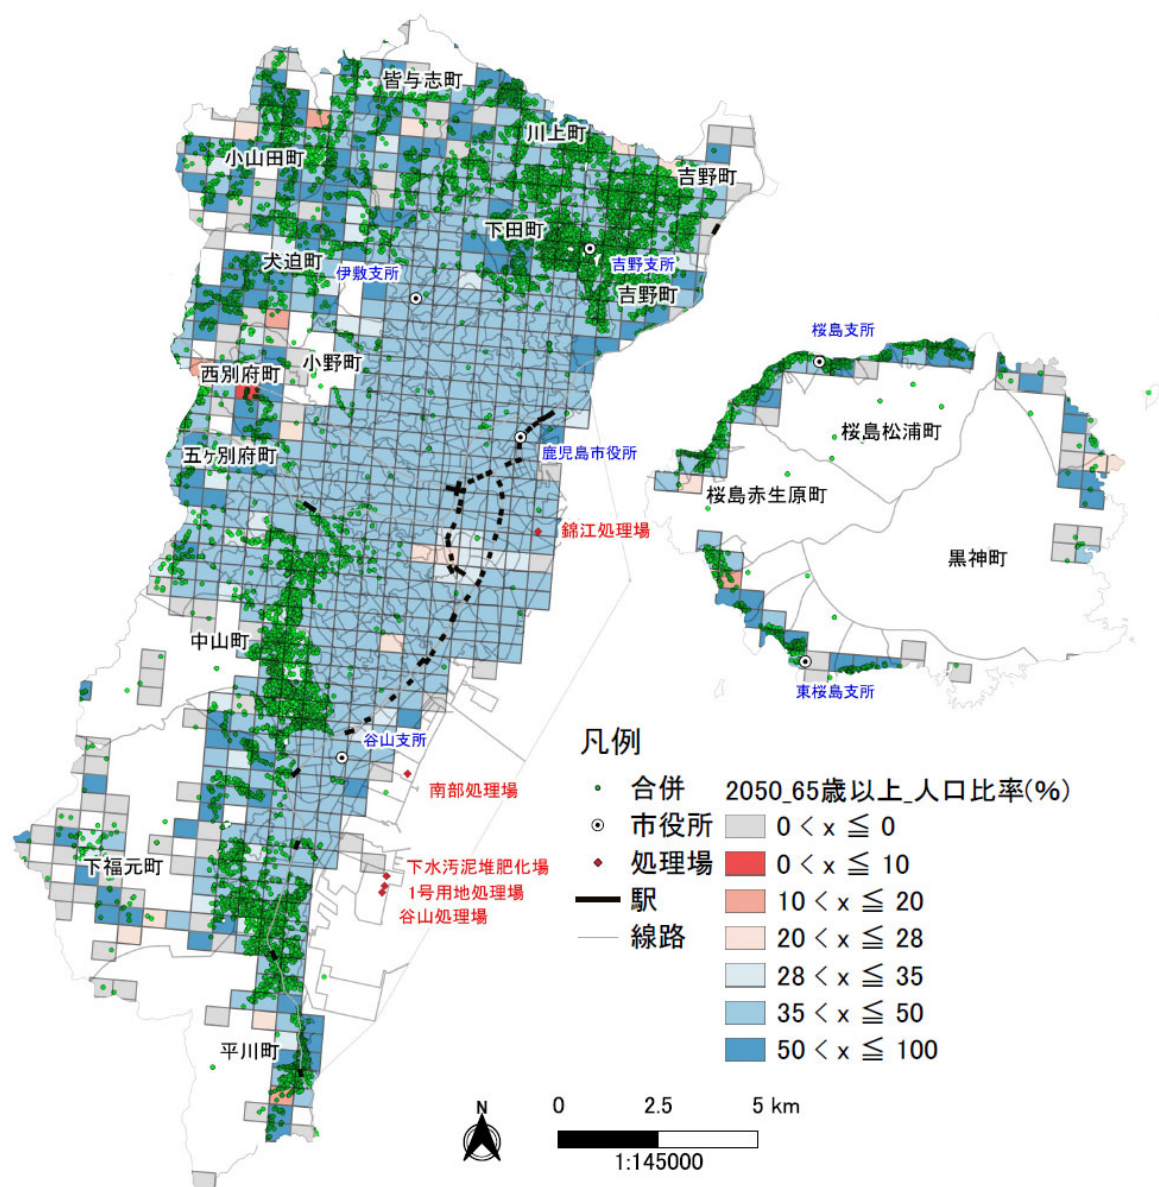 皆与志町
川上町
小山田町
吉野町
下田町
犬迫町
伊敷支所
吉野支所
吉野町
桜島支所
小野町
西別府町
桜島松浦町
五ヶ別府町
鹿児島市役所
桜島赤生原町
錦江処理場
黒神町
中山町
東桜島支所
谷山支所
南部処理場
下福元町
下水汚泥堆肥化場
1号用地処理場
谷山処理場
平川町
凡例
合併
市役所
処理場
駅
線路
2050_65歳以上_人口比率(%)
0 < x ≦ 0
0 < x ≦ 10
10 < x ≦ 20
20 < x ≦ 28
28 < x ≦ 35
35 < x ≦ 50
50 < x ≦ 100
N
0 2.5 5 km
1:145000